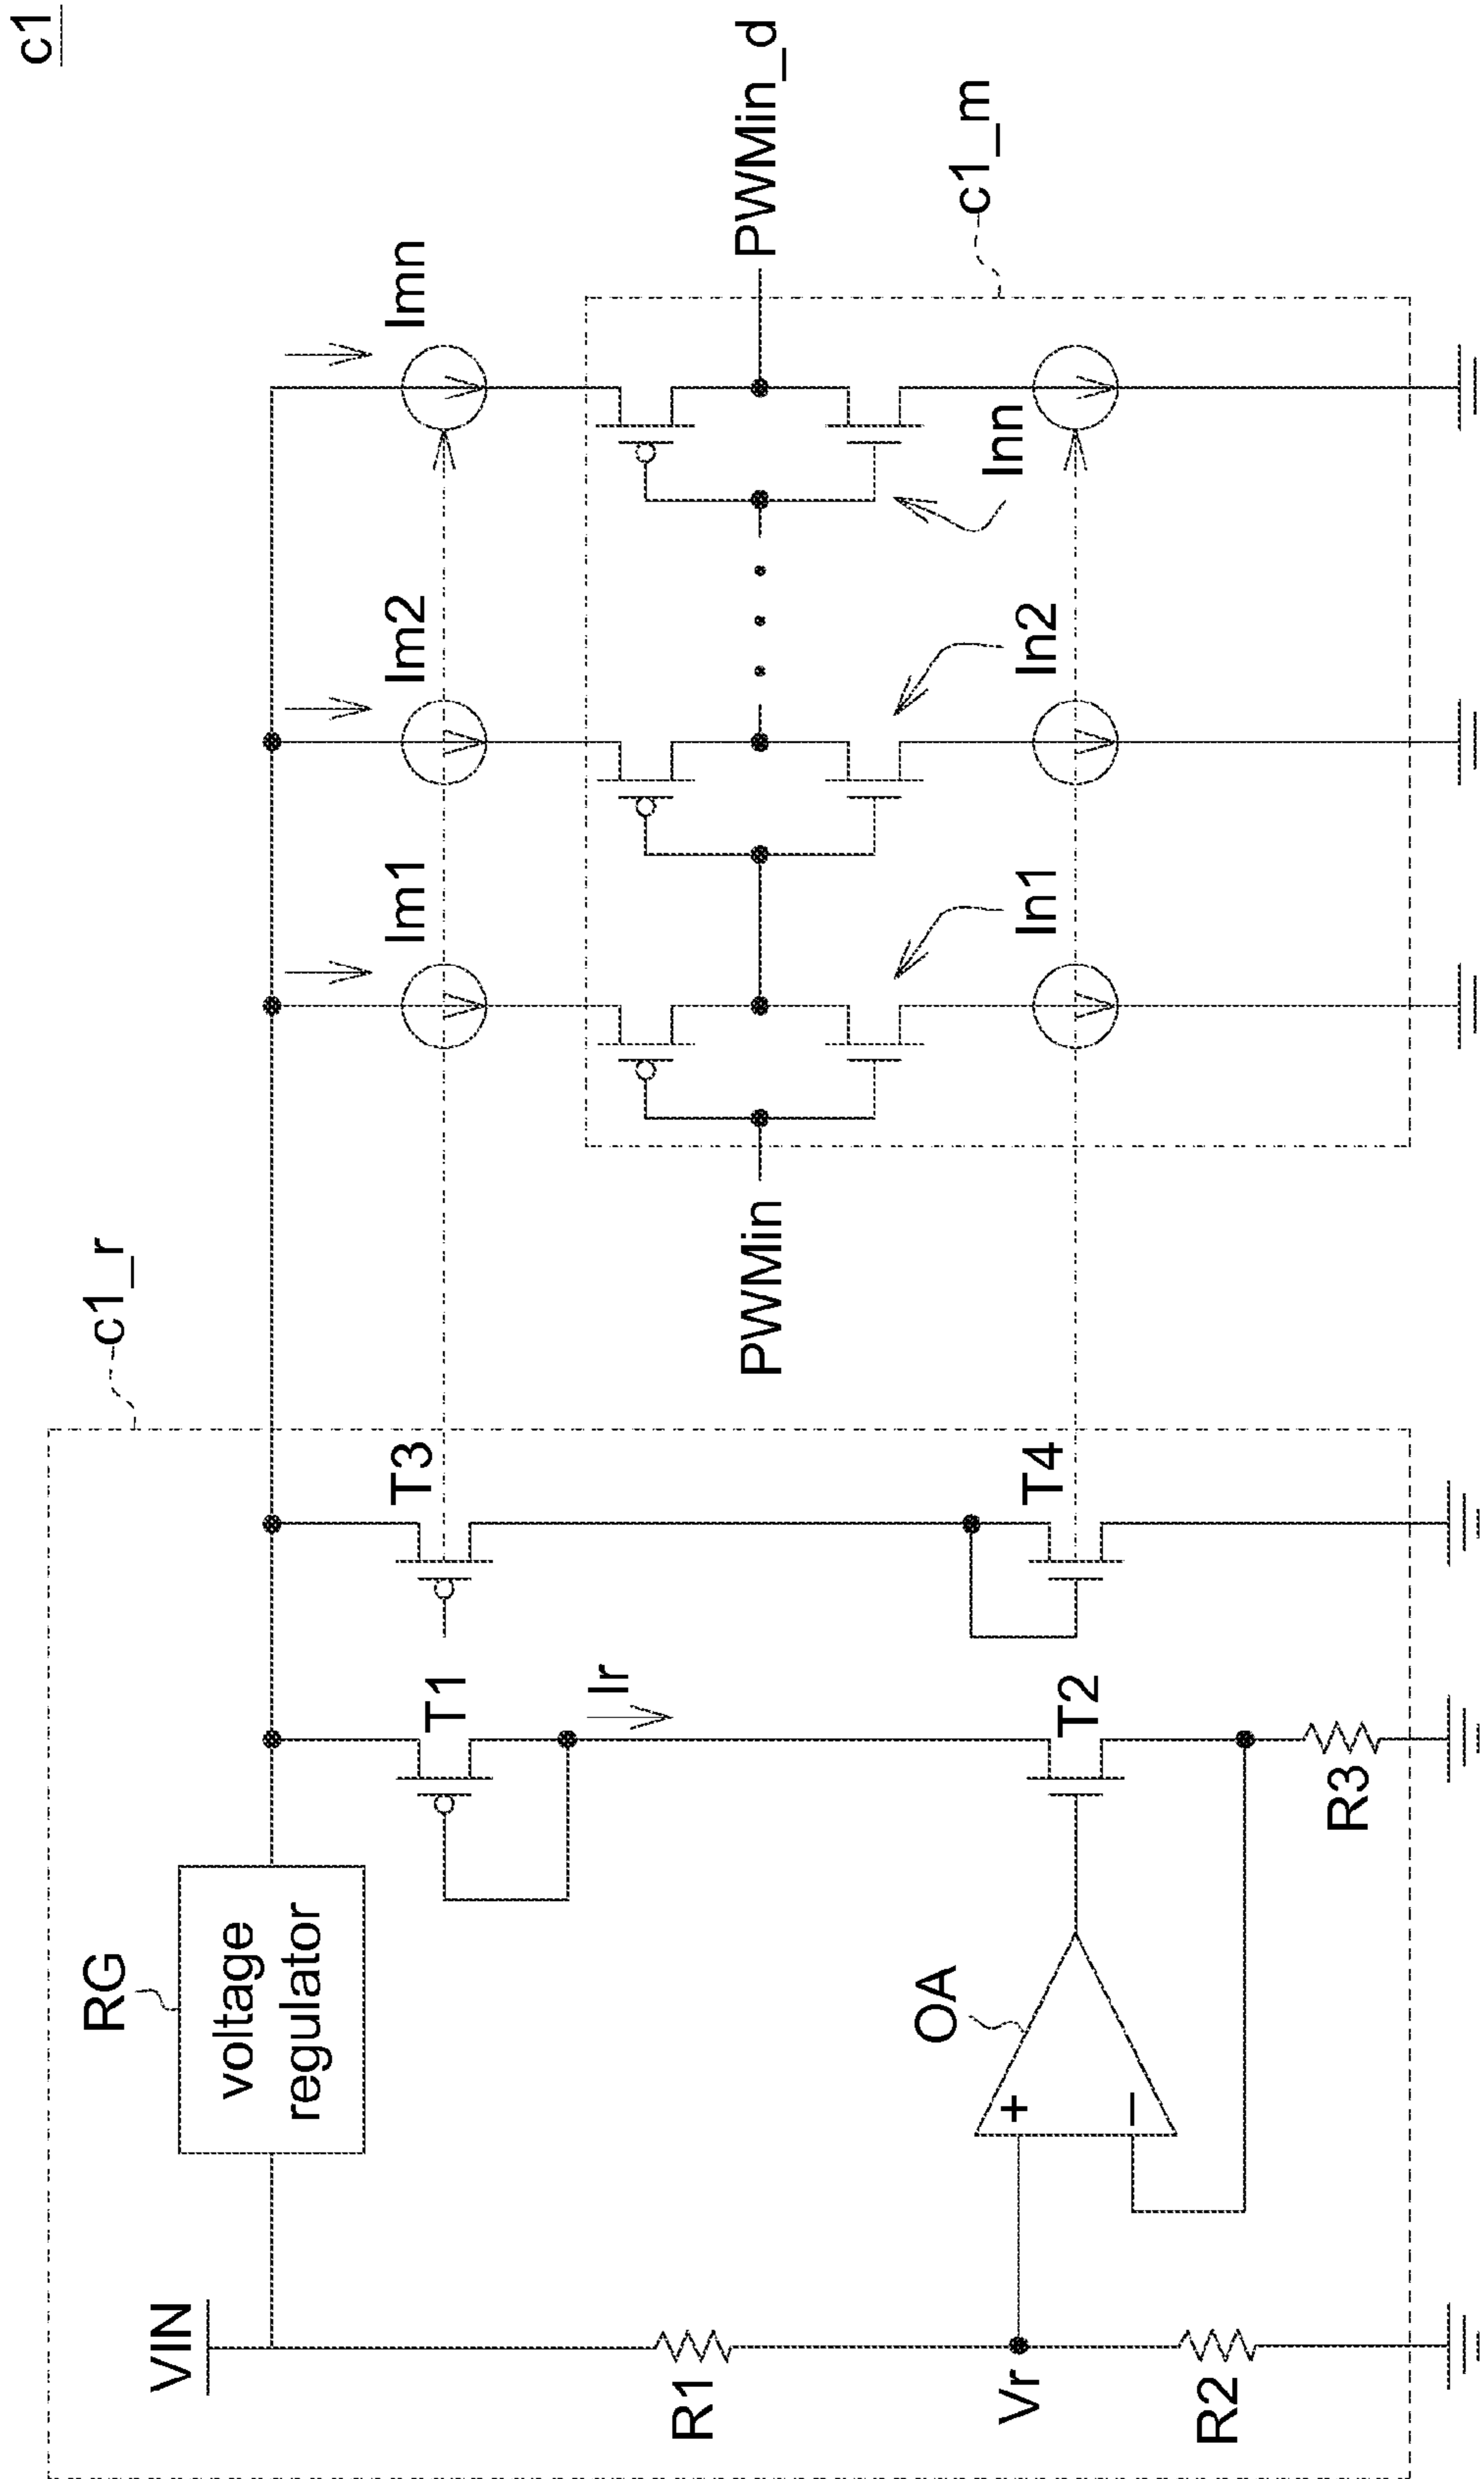 c1
c1_r
RG
voltage
regulator
VIN
T1
T3
Im1
Im2
Imn
Ir
R1
PWMin
PWMin_d
OA
+
−
Vr
T2
T4
In1
In2
Inn
c1_m
R2
R3